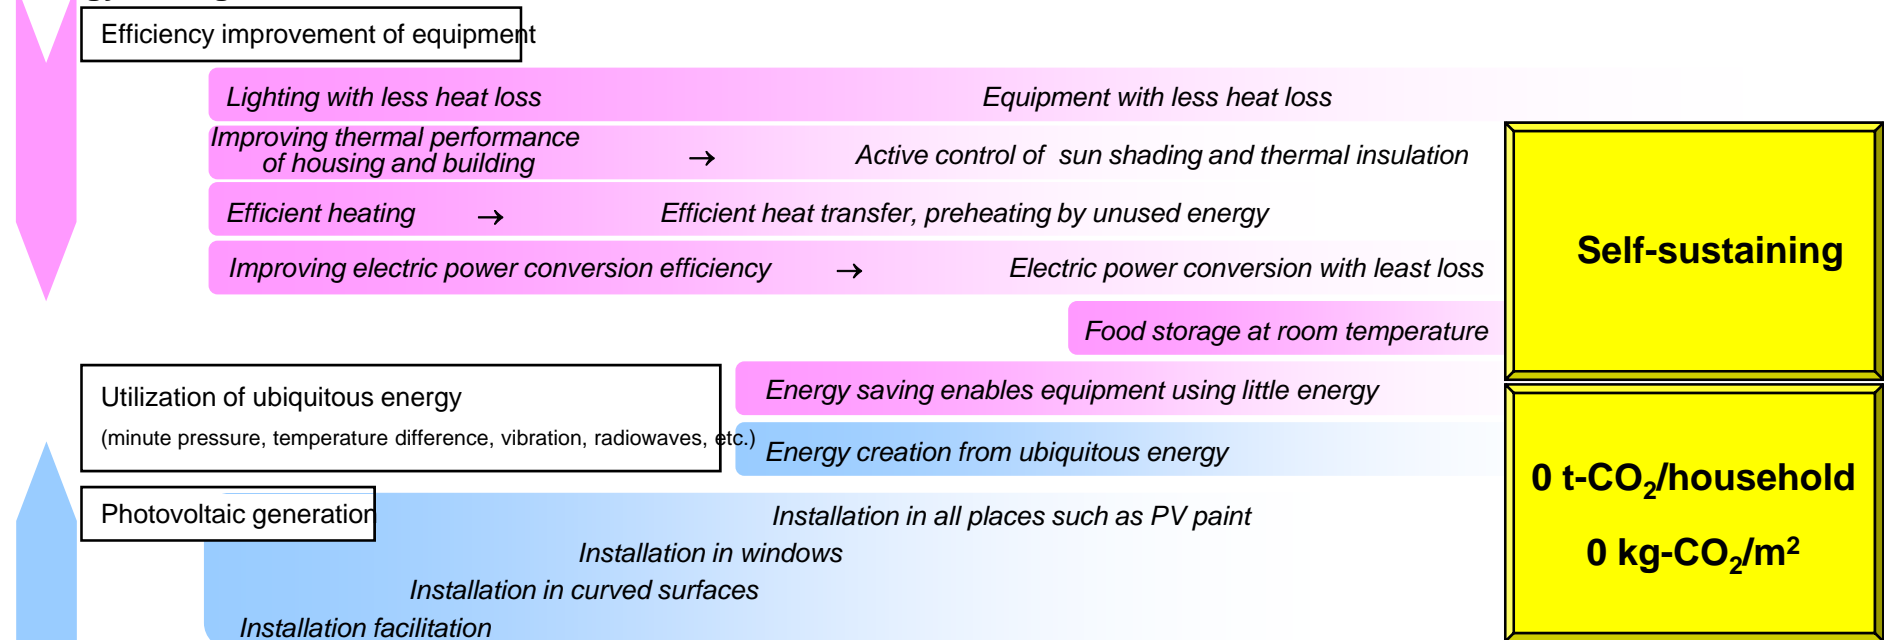 Efficiency improvement of equipment
Lighting with less heat loss Equipment with less heat loss
Improving thermal performance
of housing and building → Active control of sun shading and thermal insulation
Efficient heating → Efficient heat transfer, preheating by unused energy
Improving electric power conversion efficiency → Electric power conversion with least loss
Food storage at room temperature
Self-sustaining
Utilization of ubiquitous energy
(minute pressure, temperature difference, vibration, radiowaves, etc.)
Energy saving enables equipment using little energy
Energy creation from ubiquitous energy
Photovoltaic generation
Installation in all places such as PV paint
Installation in windows
Installation in curved surfaces
Installation facilitation
0 t-CO₂/household
0 kg-CO₂/m²